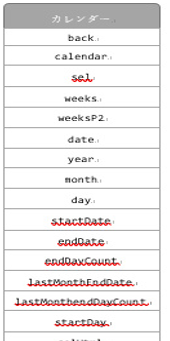 カレンダー
back
calendar
sel
weeks
weeksP2
date
year
month
day
startDate
endDate
endDayCount
lastMonthEndDate
lastMonthendDayCount
startDay